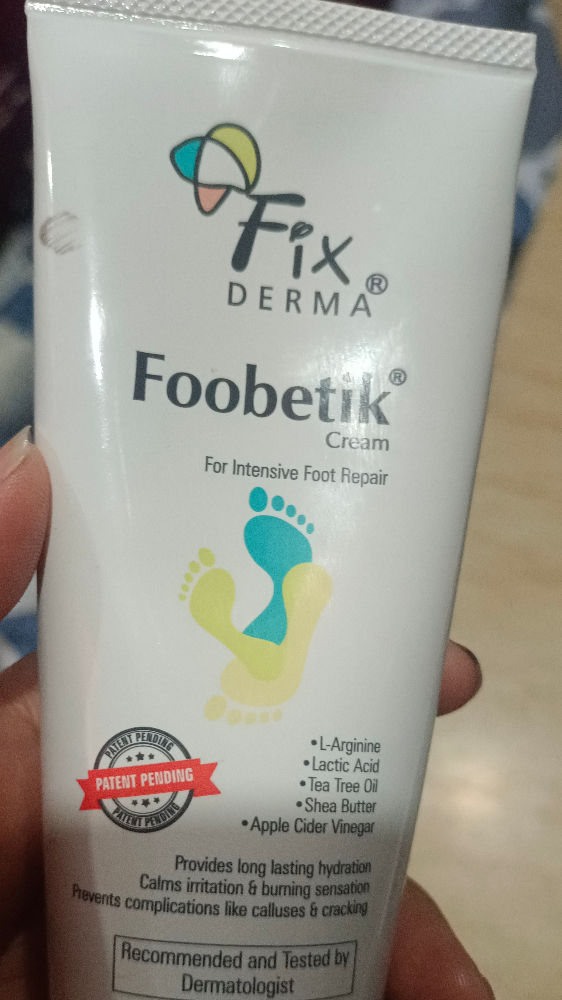 Fix
DERMA®
Foobetik®
Cream
For Intensive Foot Repair
PATENT PENDING
PATENT PENDING
PATENT PENDING
•L-Arginine
•Lactic Acid
•Tea Tree Oil
•Shea Butter
•Apple Cider Vinegar
Provides long lasting hydration
Calms irritation & burning sensation
Prevents complications like calluses & cracking
Recommended and Tested by
Dermatologist